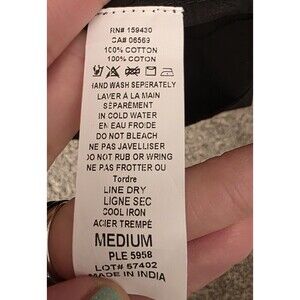 RN# 159430
CA# 06569
100% COTTON
100% COTON
HAND WASH SEPERATELY
LAVER A LA MAIN
SÉPAREMENT
IN COLD WATER
EN EAU FROIDE
DO NOT BLEACH
NE PAS JAVELLISER
DO NOT RUB OR WRING
NE PAS FROTTER OU
Tordre
LINE DRY
LIGNE SEC
COOL IRON
ACIER TREMPÉ
MEDIUM
PLE 5958
LOT# 57402
MADE IN INDIA